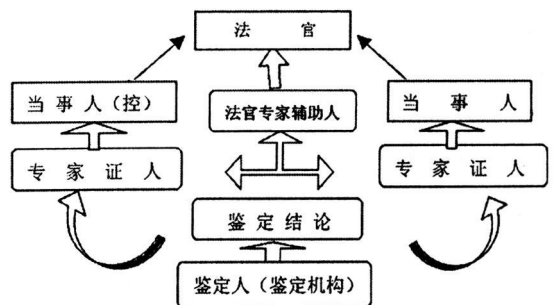 法 官
当 事 人（控）
法官专家辅助人
当 事 人
专 家 证 人
专 家 证 人
鉴 定 结 论
鉴定人（鉴定机构）